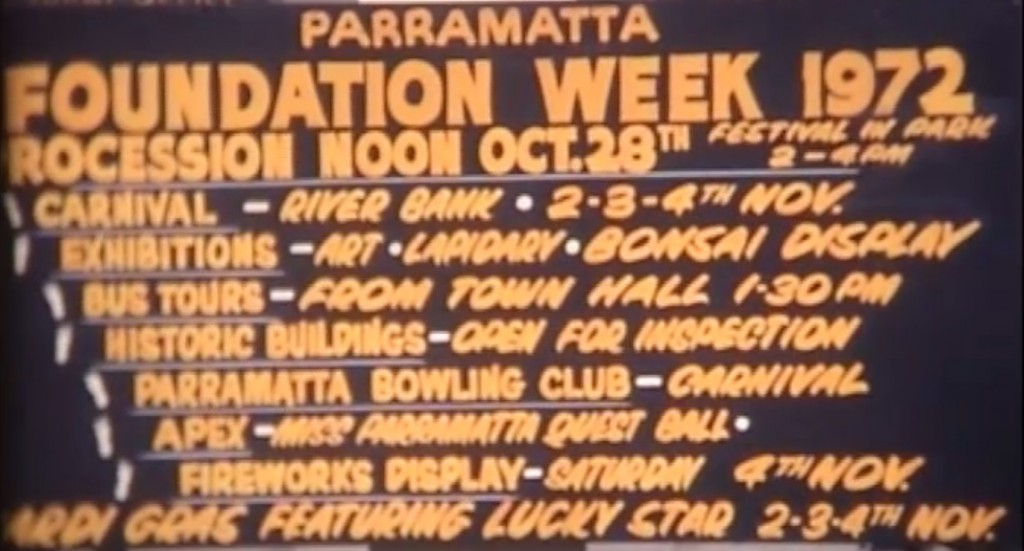 PARRAMATTA
FOUNDATION WEEK 1972
ROCESSION NOON OCT.28TH FESTIVAL IN PARK 2-4PM
CARNIVAL - RIVER BANK • 2-3-4TH NOV.
EXHIBITIONS - ART • LAPIDARY • BONSAI DISPLAY
BUS TOURS - FROM TOWN HALL 1-30 PM
HISTORIC BUILDINGS - OPEN FOR INSPECTION
PARRAMATTA BOWLING CLUB - CARNIVAL
APEX - MISS PARRAMATTA QUEST BALL •
FIREWORKS DISPLAY - SATURDAY 4TH NOV.
ARDI GRAS FEATURING LUCKY STAR 2-3-4TH NOV.